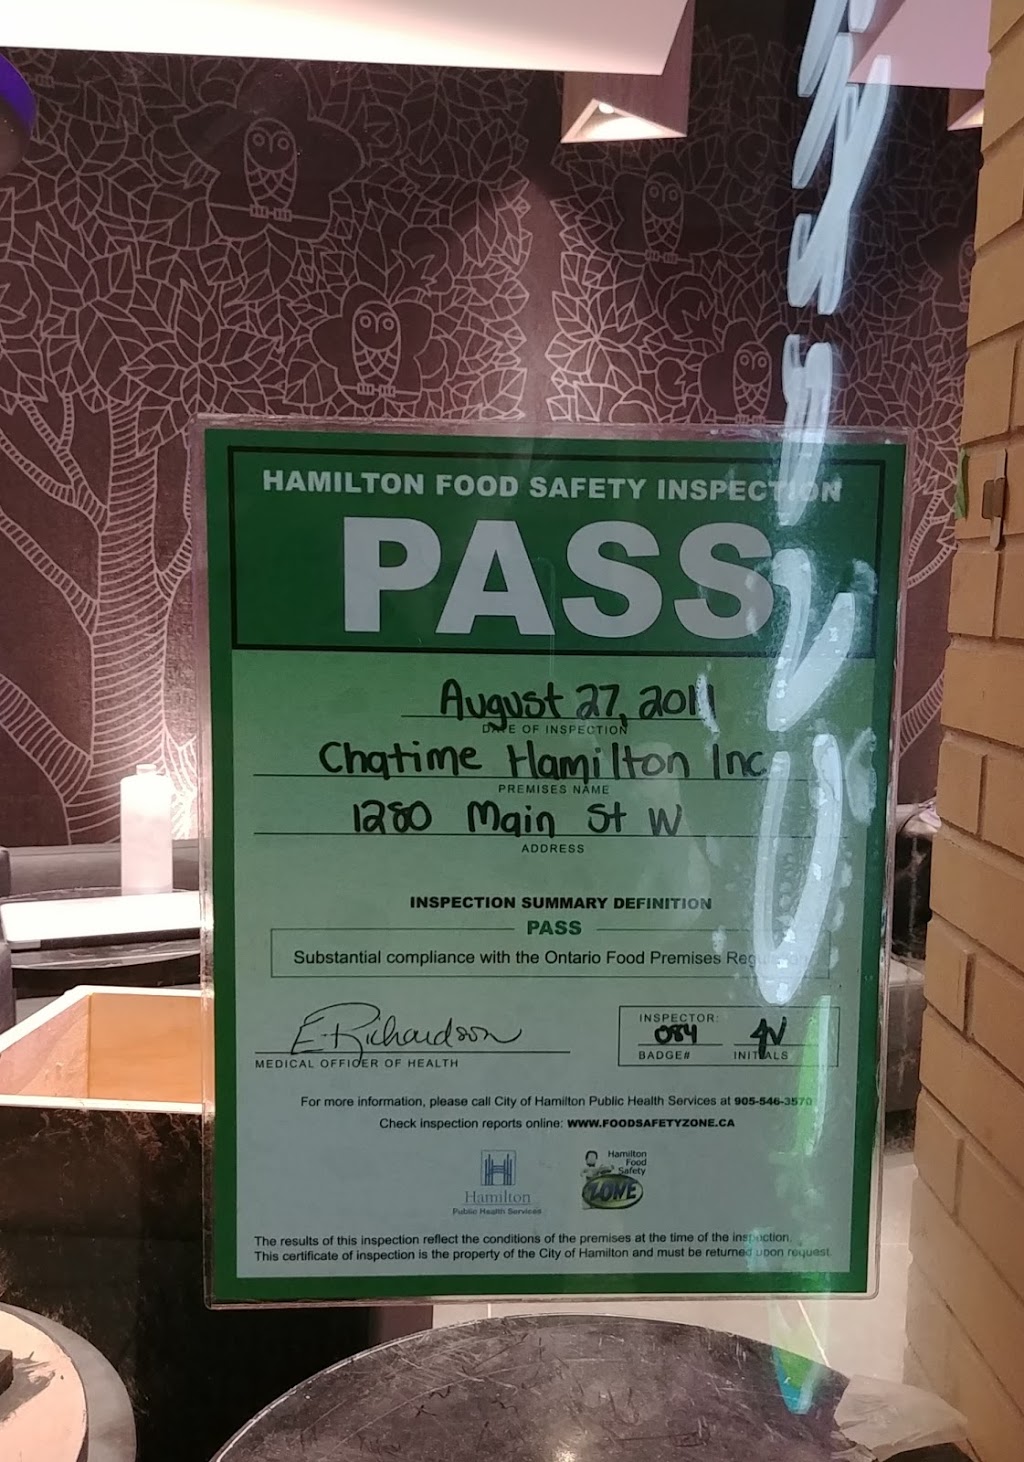 HAMILTON FOOD SAFETY INSPECTION
PASS
August 27, 2011
DATE OF INSPECTION
Chatime Hamilton Inc
PREMISES NAME
1280 Main St W
ADDRESS
INSPECTION SUMMARY DEFINITION
PASS
Substantial compliance with the Ontario Food Premises
E. Richardson
MEDICAL OFFICER OF HEALTH
INSPECTOR:
084
BADGE# INITIALS
For more information, please call City of Hamilton Public Health Services at 905-546-3570
Check inspection reports online: WWW.FOODSAFETYZONE.CA
Hamilton
Public Health Services
Hamilton
Food
Safety
ZONE
The results of this inspection reflect the conditions of the premises at the time of the inspection.
This certificate of inspection is the property of the City of Hamilton and must be returned upon request.